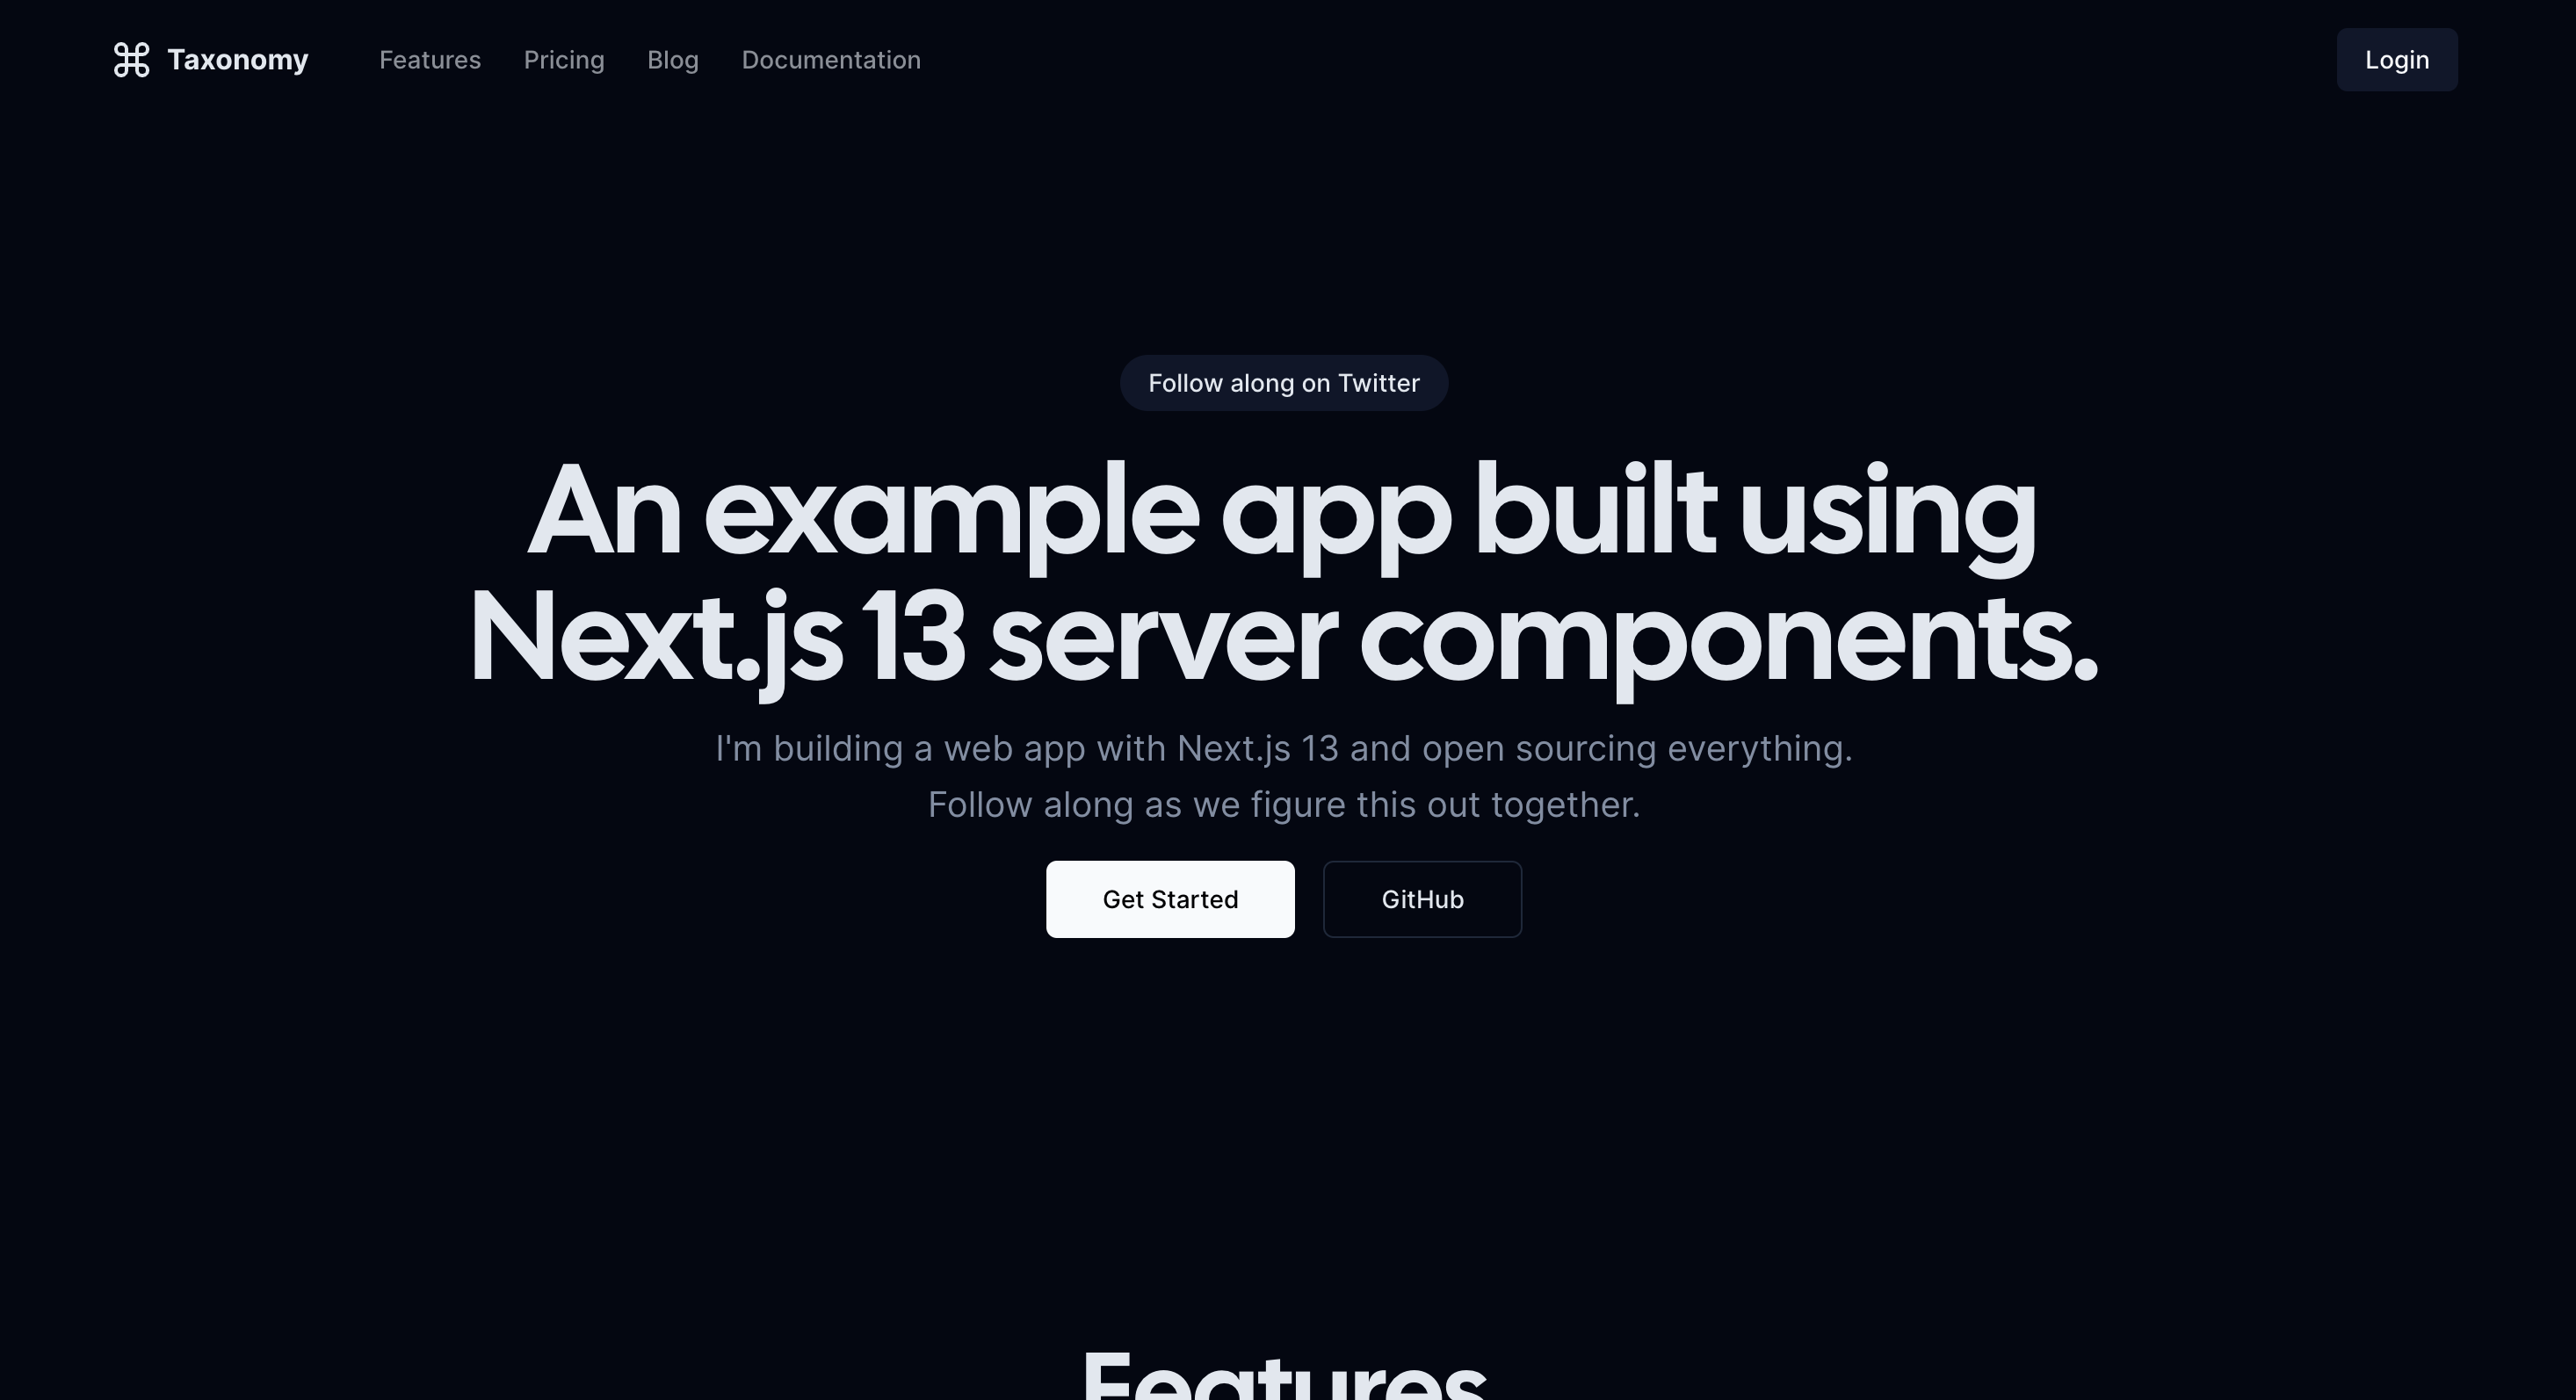 Taxonomy
Features
Pricing
Blog
Documentation
Login
Follow along on Twitter
An example app built using
Next.js 13 server components.
I'm building a web app with Next.js 13 and open sourcing everything.
Follow along as we figure this out together.
Get Started
GitHub
Features